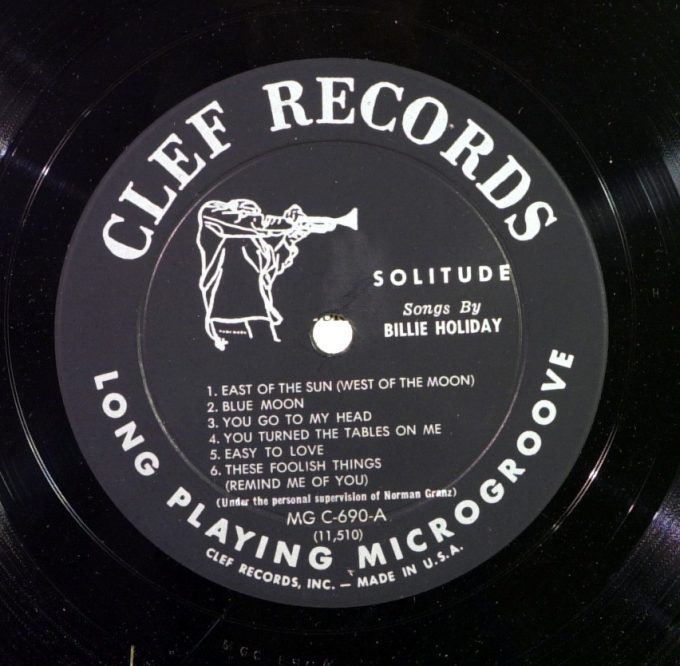 CLEF RECORDS
SOLITUDE
Songs By
BILLIE HOLIDAY
1. EAST OF THE SUN (WEST OF THE MOON)
2. BLUE MOON
3. YOU GO TO MY HEAD
4. YOU TURNED THE TABLES ON ME
5. EASY TO LOVE
6. THESE FOOLISH THINGS
(REMIND ME OF YOU)
(Under the personal supervision of Norman Granz)
MG C-690-A
(11,510)
LONG PLAYING MICROGROOVE
CLEF RECORDS, INC. — MADE IN U.S.A.